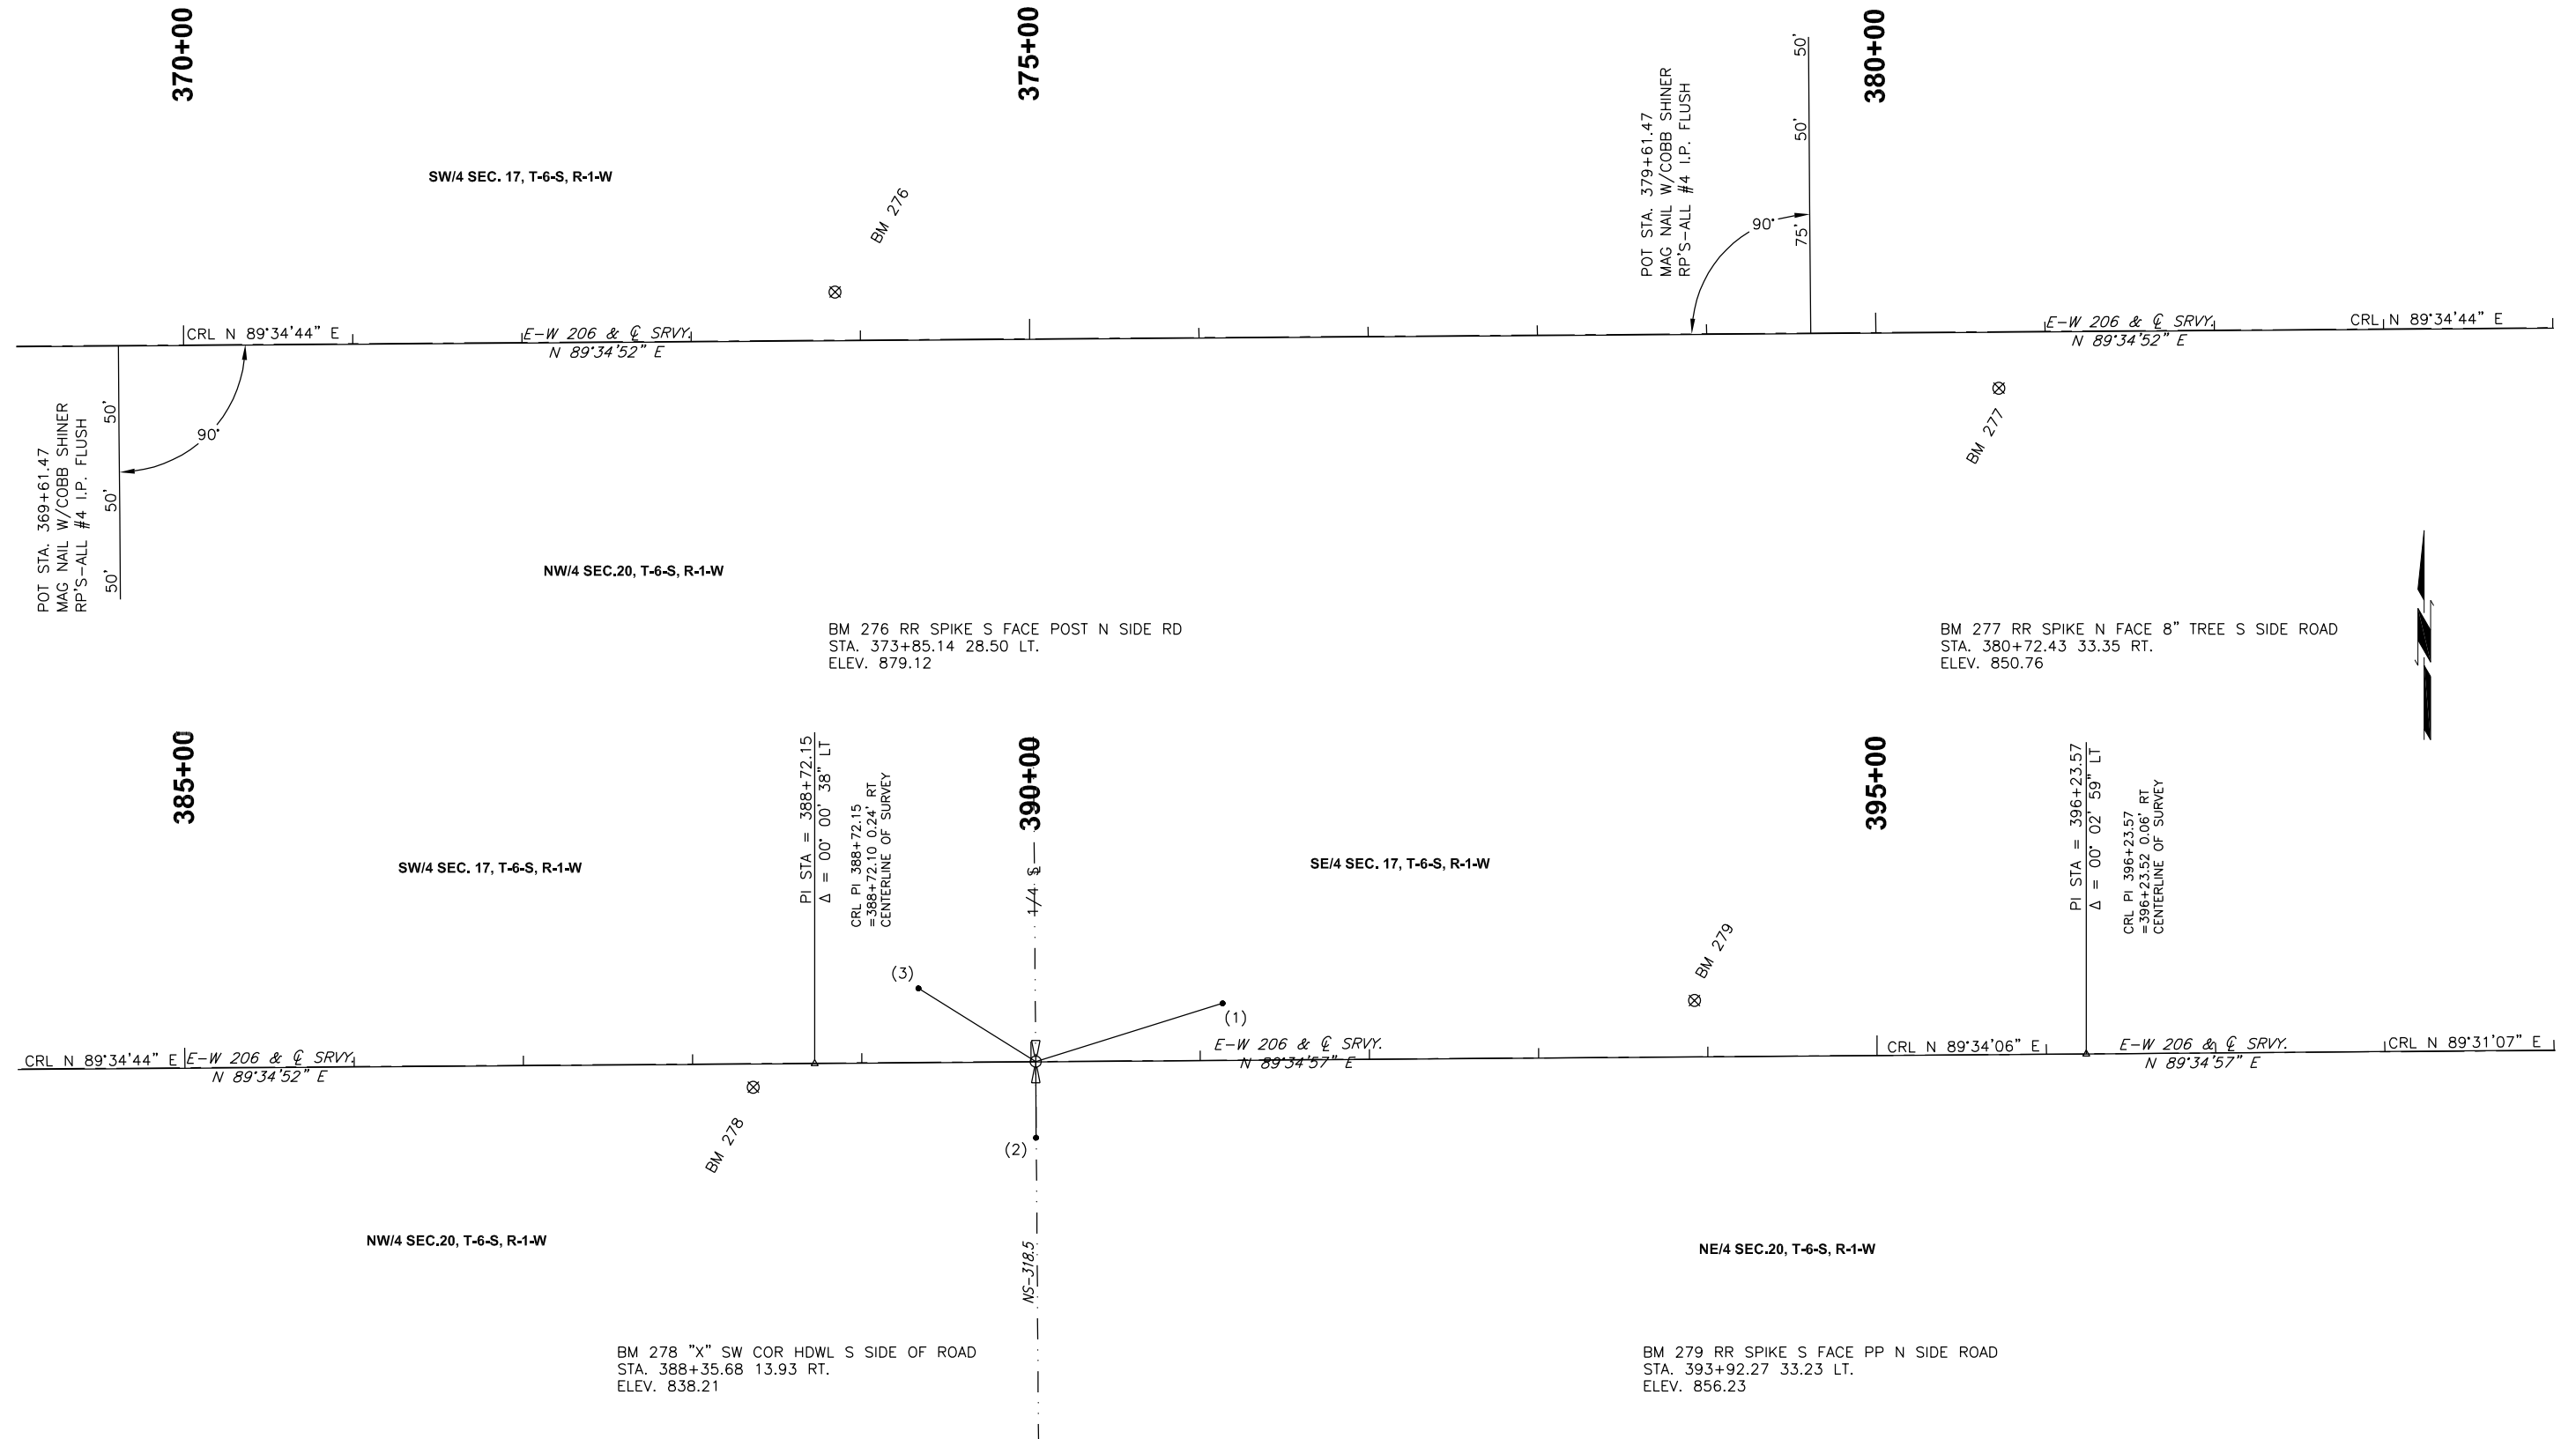 370+00
375+00
380+00
SW/4 SEC. 17, T-6-S, R-1-W
BM 276
POT STA. 379+61.47
MAG NAIL W/COBB SHINER
RP'S-ALL #4 I.P. FLUSH
90°
75'
50'
50'
CRL N 89°34'44" E
E-W 206 & ℄ SRVY.
N 89°34'52" E
E-W 206 & ℄ SRVY.
N 89°34'52" E
CRL N 89°34'44" E
POT STA. 369+61.47
MAG NAIL W/COBB SHINER
RP'S-ALL #4 I.P. FLUSH
50'
50'
50'
90°
BM 277
NW/4 SEC.20, T-6-S, R-1-W
BM 276 RR SPIKE S FACE POST N SIDE RD
STA. 373+85.14 28.50 LT.
ELEV. 879.12
BM 277 RR SPIKE N FACE 8" TREE S SIDE ROAD
STA. 380+72.43 33.35 RT.
ELEV. 850.76
N
385+00
390+00
395+00
PI STA = 388+72.15
Δ = 00° 00' 38" LT
CRL PI 388+72.15
=388+72.10 0.24' RT
CENTERLINE OF SURVEY
1/4 S̲L̲
PI STA = 396+23.57
Δ = 00° 02' 59" LT
CRL PI 396+23.57
=396+23.52 0.06' RT
CENTERLINE OF SURVEY
SW/4 SEC. 17, T-6-S, R-1-W
SE/4 SEC. 17, T-6-S, R-1-W
(3)
(1)
BM 279
CRL N 89°34'44" E
E-W 206 & ℄ SRVY.
N 89°34'52" E
E-W 206 & ℄ SRVY.
N 89°34'57" E
CRL N 89°34'06" E
E-W 206 & ℄ SRVY.
N 89°34'57" E
CRL N 89°31'07" E
BM 278
(2)
NS-318.5
NW/4 SEC.20, T-6-S, R-1-W
NE/4 SEC.20, T-6-S, R-1-W
BM 278 "X" SW COR HDWL S SIDE OF ROAD
STA. 388+35.68 13.93 RT.
ELEV. 838.21
BM 279 RR SPIKE S FACE PP N SIDE ROAD
STA. 393+92.27 33.23 LT.
ELEV. 856.23